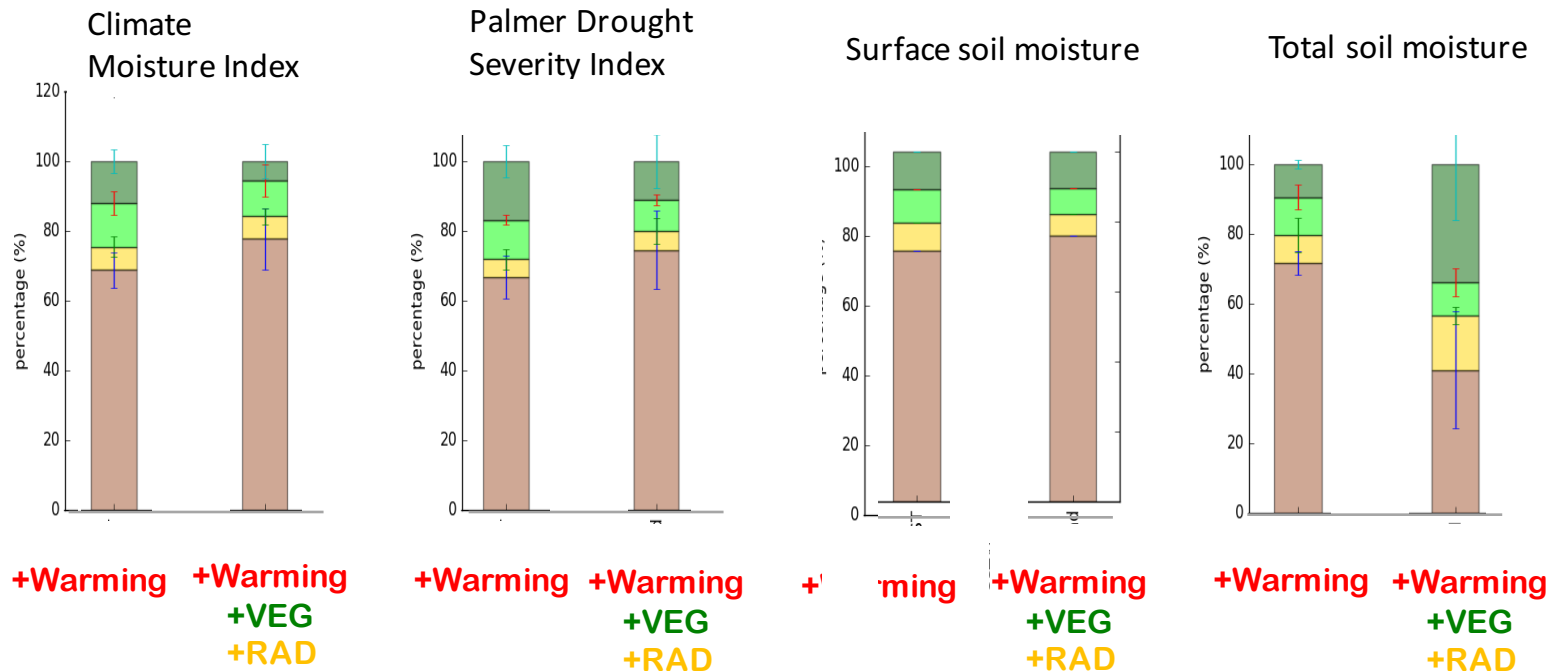 Climate
Moisture Index
Palmer Drought
Severity Index
Surface soil moisture
Total soil moisture
percentage (%)
120
100
80
60
40
20
0
100
80
60
40
20
0
percentage (%)
100
80
60
40
20
0
100
80
60
40
20
0
percentage (%)
+Warming
+Warming
+VEG
+RAD
+Warming
+Warming
+VEG
+RAD
rming
+Warming
+VEG
+RAD
+Warming
+Warming
+VEG
+RAD